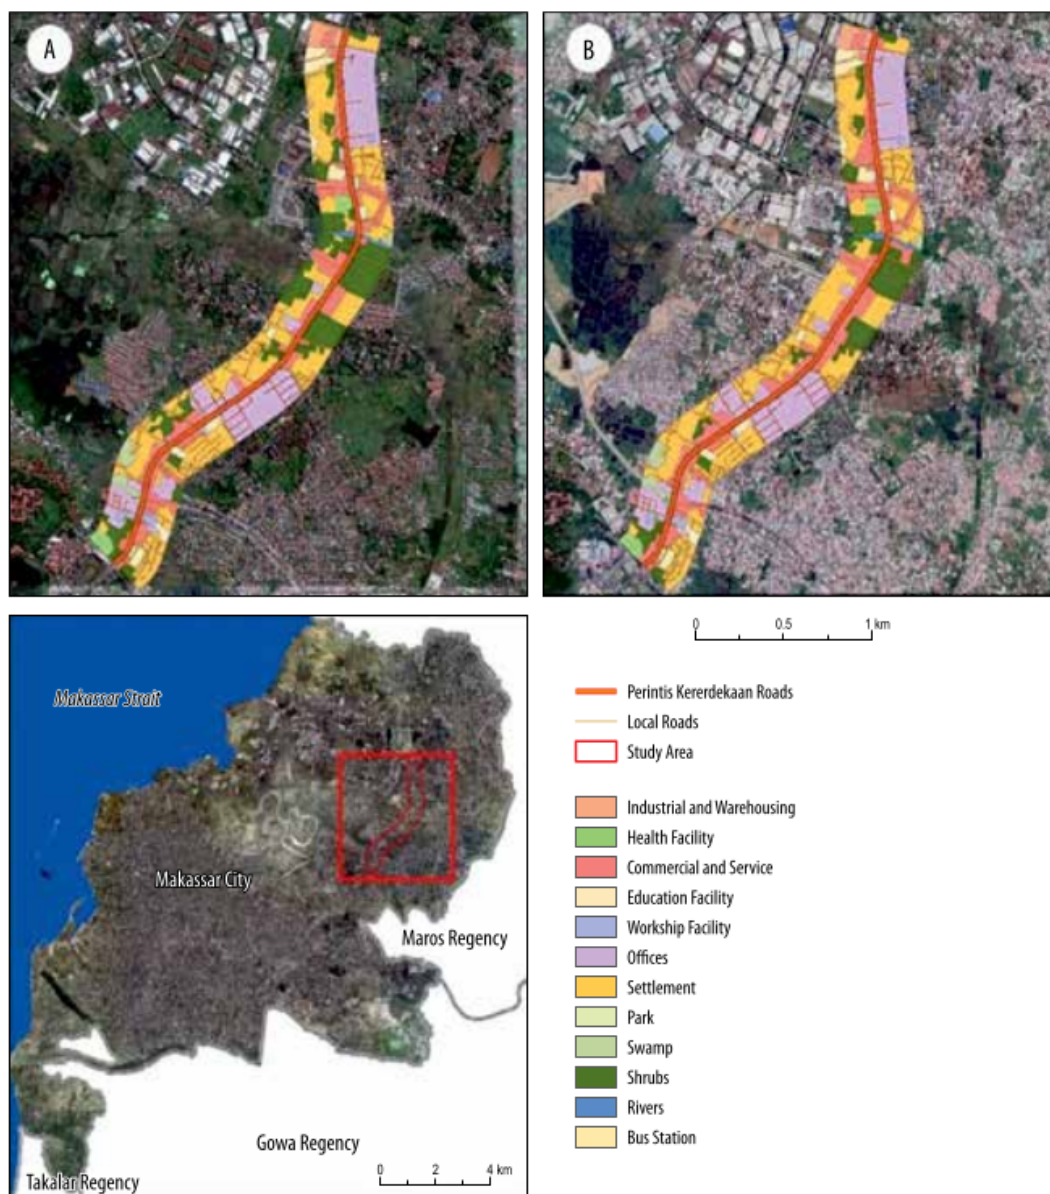 A
B
0 0.5 1 km
Makassar Strait
Makassar City
Maros Regency
Gowa Regency
Takalar Regency
0 2 4 km
Perintis Kererdekaan Roads
Local Roads
Study Area
Industrial and Warehousing
Health Facility
Commercial and Service
Education Facility
Workship Facility
Offices
Settlement
Park
Swamp
Shrubs
Rivers
Bus Station